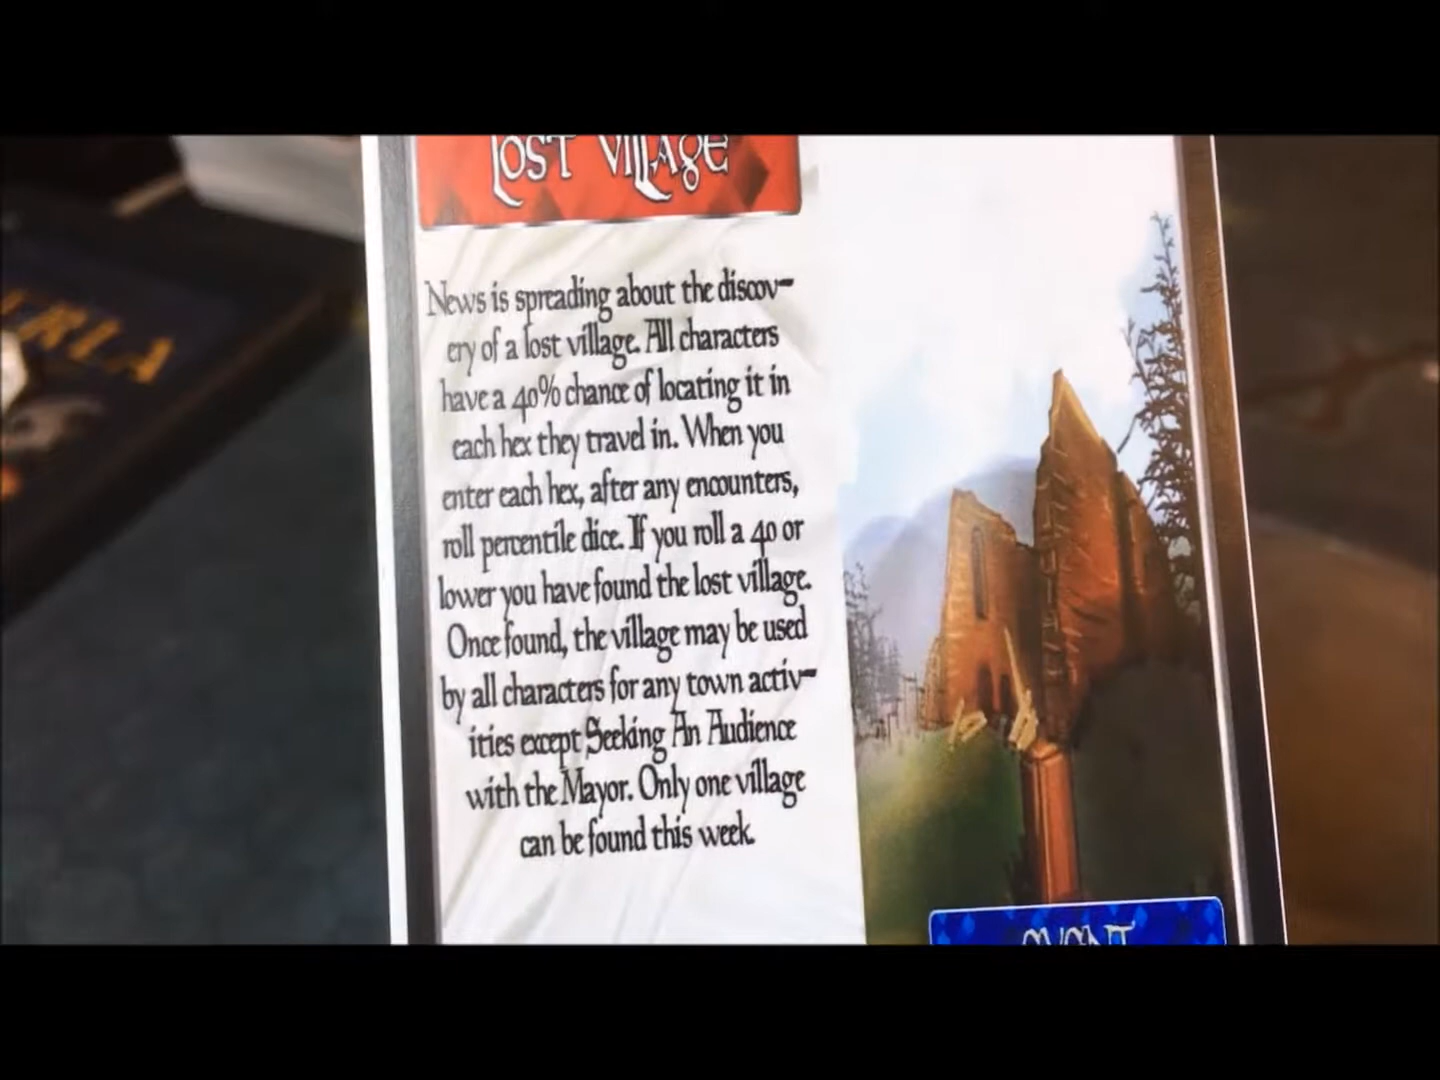 LOST VILLAGE
News is spreading about the discov-
ery of a lost village. All characters
have a 40% chance of locating it in
each hex they travel in. When you
enter each hex, after any encounters,
roll percentile dice. If you roll a 40 or
lower you have found the lost village.
Once found, the village may be used
by all characters for any town activ-
ities except Seeking An Audience
with the Mayor. Only one village
can be found this week.
EVENT